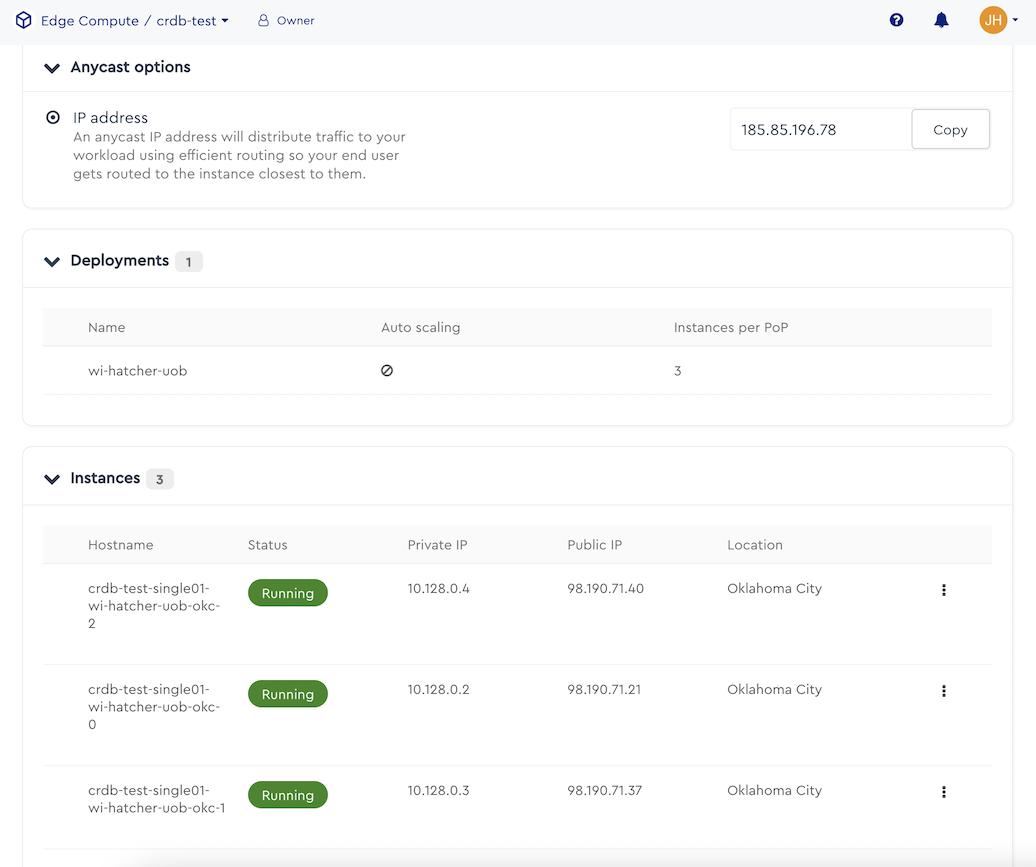 Edge Compute / crdb-test Owner JH
Anycast options
IP address
An anycast IP address will distribute traffic to your
workload using efficient routing so your end user
gets routed to the instance closest to them.
185.85.196.78 Copy
Deployments 1
Name Auto scaling Instances per PoP
wi-hatcher-uob 3
Instances 3
Hostname Status Private IP Public IP Location
crdb-test-single01-
wi-hatcher-uob-okc-
2
Running 10.128.0.4 98.190.71.40 Oklahoma City
crdb-test-single01-
wi-hatcher-uob-okc-
0
Running 10.128.0.2 98.190.71.21 Oklahoma City
crdb-test-single01-
wi-hatcher-uob-okc-1
Running 10.128.0.3 98.190.71.37 Oklahoma City